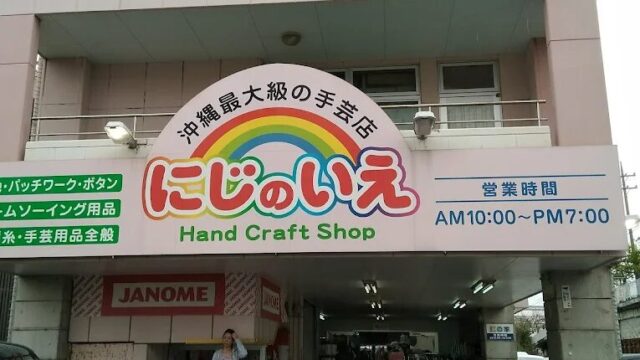 沖縄最大級の手芸店
にじのいえ
Hand Craft Shop
・パッチワーク・ボタン
ームソーイング用品
糸・手芸用品全般
営業時間
AM10:00～PM7:00
JANOME